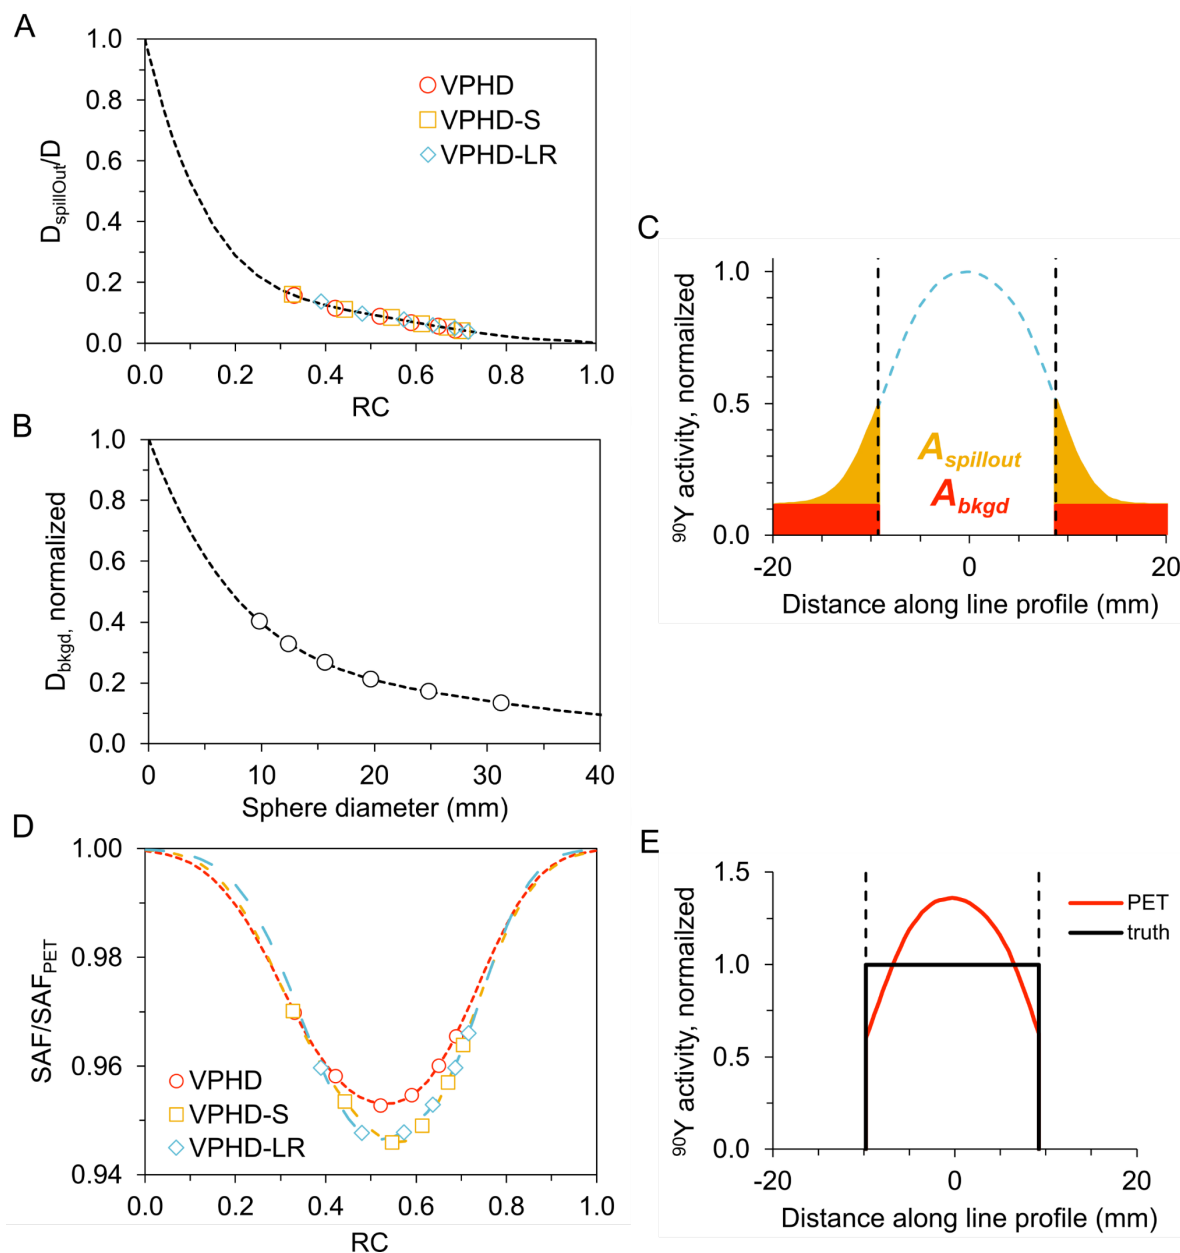 A
1.0
0.8
0.6
0.4
0.2
0.0
D_spillOut/D
VPHD
VPHD-S
VPHD-LR
0.0 0.2 0.4 0.6 0.8 1.0
RC
B
1.0
0.8
0.6
0.4
0.2
0.0
D_bkgd, normalized
0 10 20 30 40
Sphere diameter (mm)
C
1.0
0.5
0.0
⁹⁰Y activity, normailzed
A_spillout
A_bkgd
-20 0 20
Distance along line profile (mm)
D
1.00
0.98
0.96
0.94
SAF/SAF_PET
VPHD
VPHD-S
VPHD-LR
0.0 0.2 0.4 0.6 0.8 1.0
RC
E
1.5
1.0
0.5
0.0
⁹⁰Y activity, normailzed
PET
truth
-20 0 20
Distance along line profile (mm)